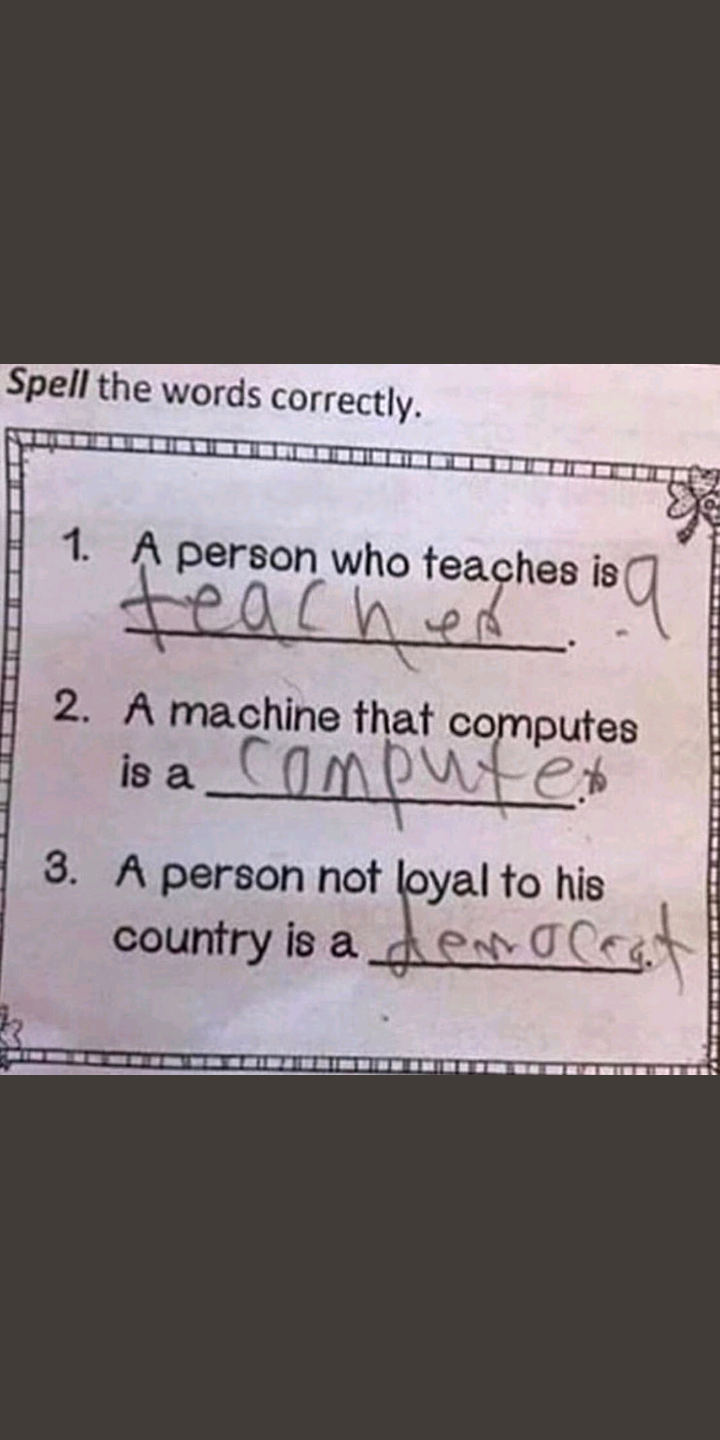 Spell the words correctly.
1. A person who teaches is a
teacher.
2. A machine that computes
is a computer.
3. A person not loyal to his
country is a democrat.